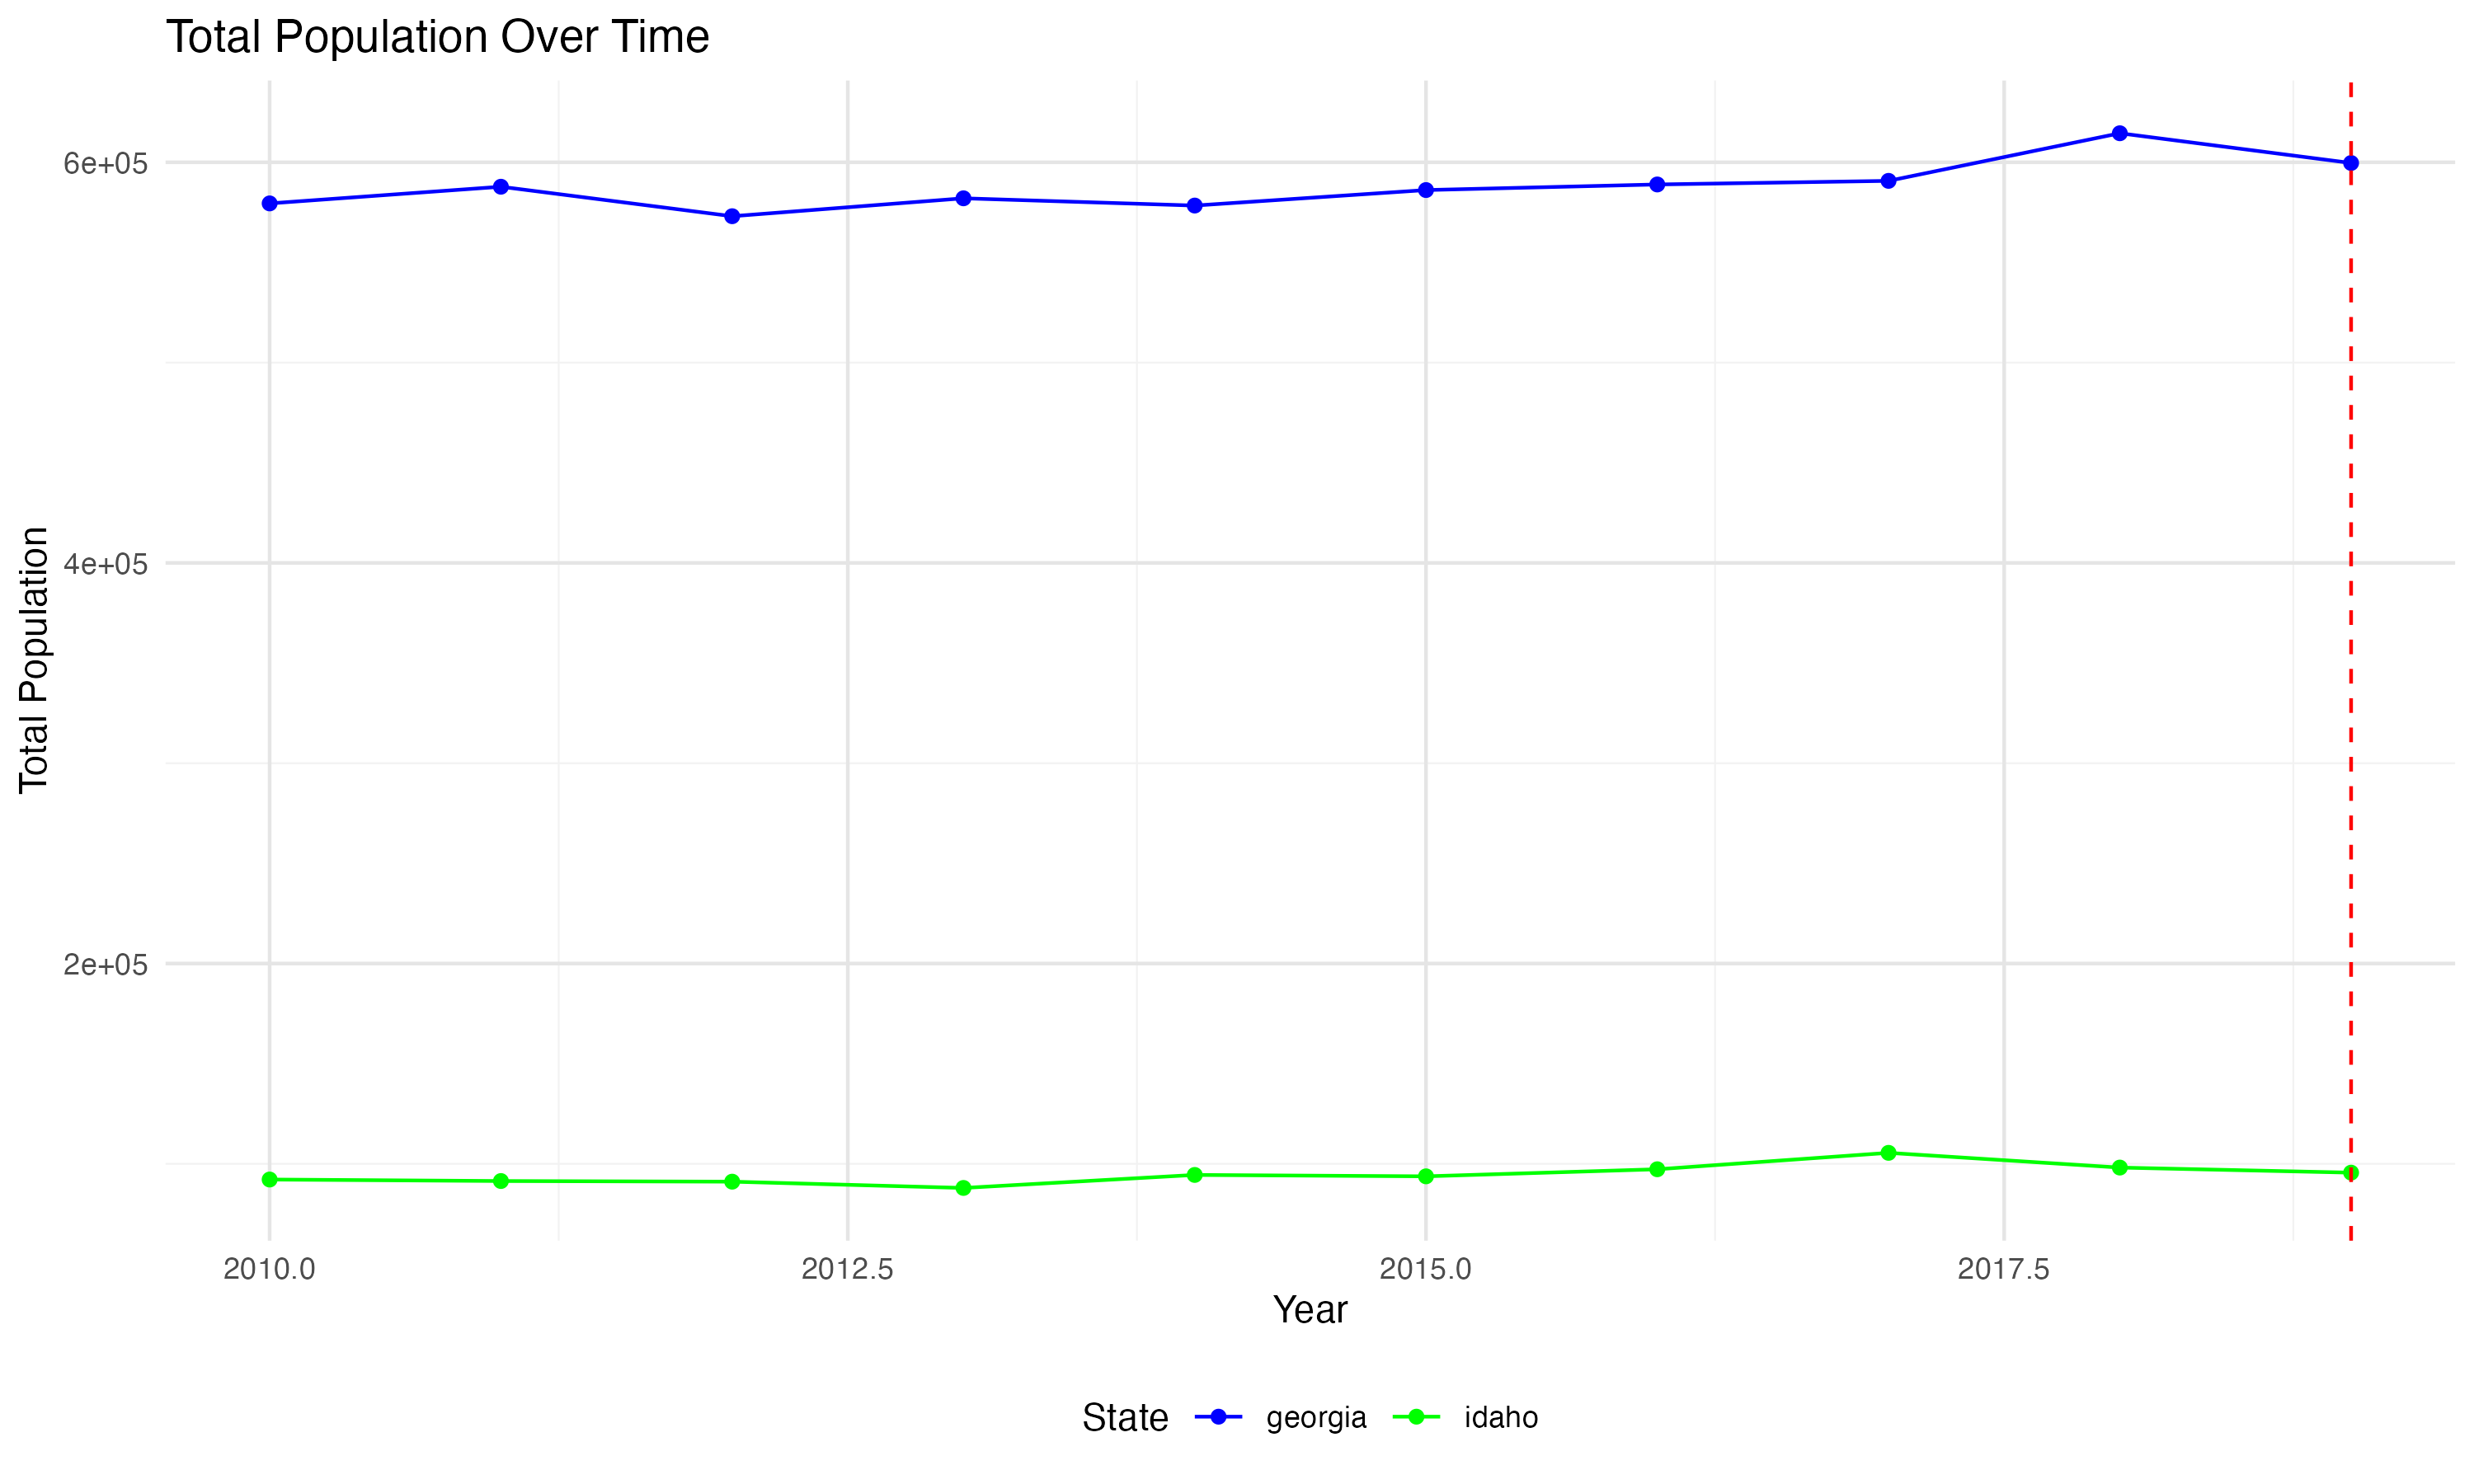 Total Population Over Time
Total Population
6e+05
4e+05
2e+05
2010.0 2012.5 2015.0 2017.5
Year
State georgia idaho